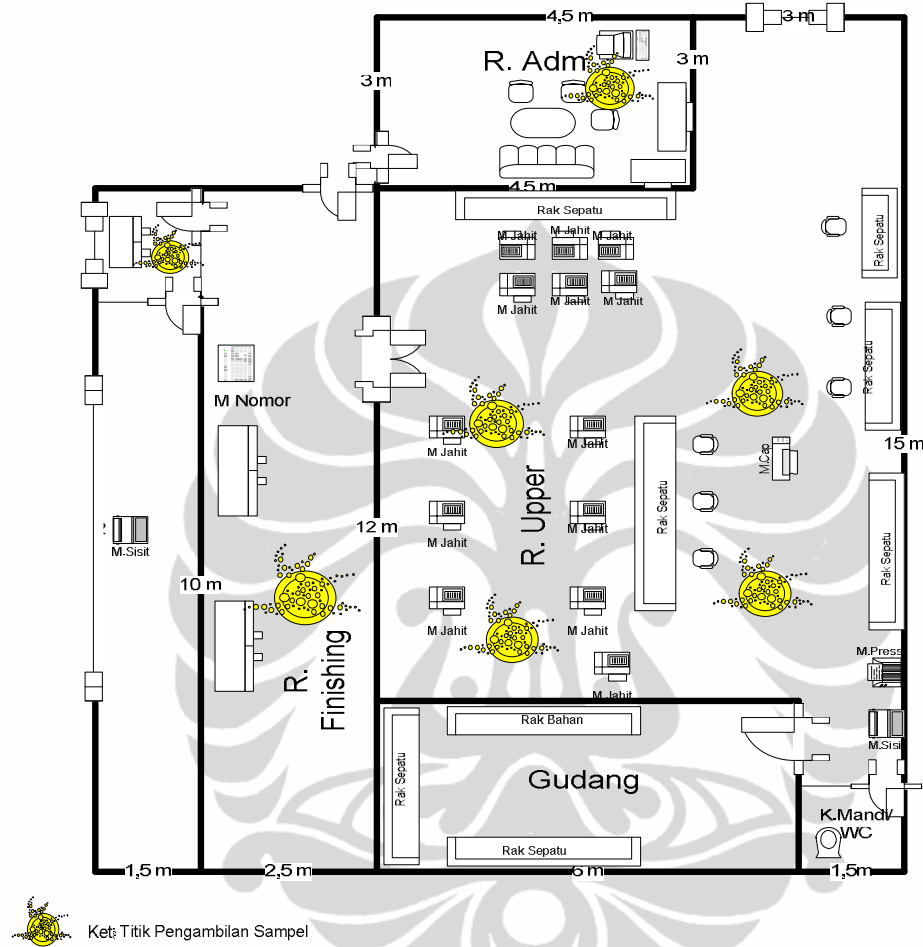 4,5 m
3 m
R. Adm
3 m
3 m
4,5 m
Rak Sepatu
M Jahit
M Jahit
M Jahit
M Jahit
M Jahit
M Jahit
Rak Sepatu
Rak Sepatu
M Nomor
M Jahit
M Jahit
M.Cap
15 m
R. Upper
Rak Sepatu
Rak Sepatu
12 m
M Jahit
M Jahit
M.Sisit
10 m
M Jahit
M Jahit
R.
Finishing
M.Press
M Jahit
Rak Bahan
M.Sisi
Rak Sepatu
Gudang
K.Mandi/
WC
Rak Sepatu
1,5 m
2,5 m
6 m
1,5 m
Ket: Titik Pengambilan Sampel